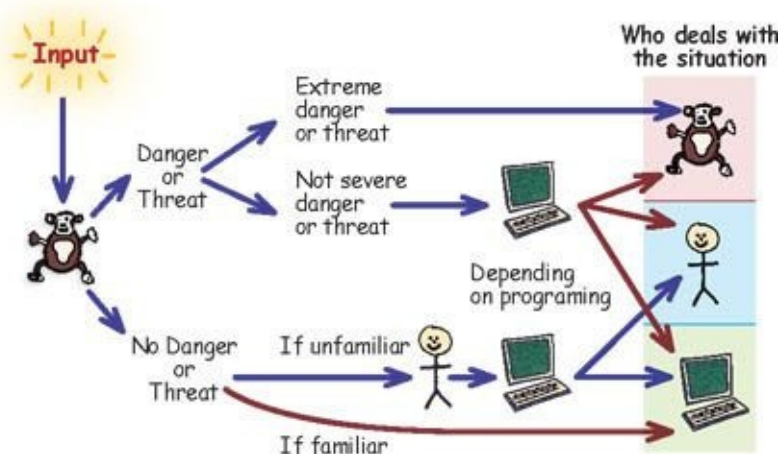 Input
Who deals with
the situation
Extreme
danger
or threat
Danger
or
Threat
Not severe
danger
or threat
Depending
on programing
No Danger
or
Threat
If unfamiliar
If familiar